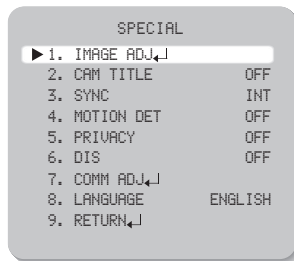 SPECIAL
▶1. IMAGE ADJ↵
2. CAM TITLE OFF
3. SYNC INT
4. MOTION DET OFF
5. PRIVACY OFF
6. DIS OFF
7. COMM ADJ↵
8. LANGUAGE ENGLISH
9. RETURN↵